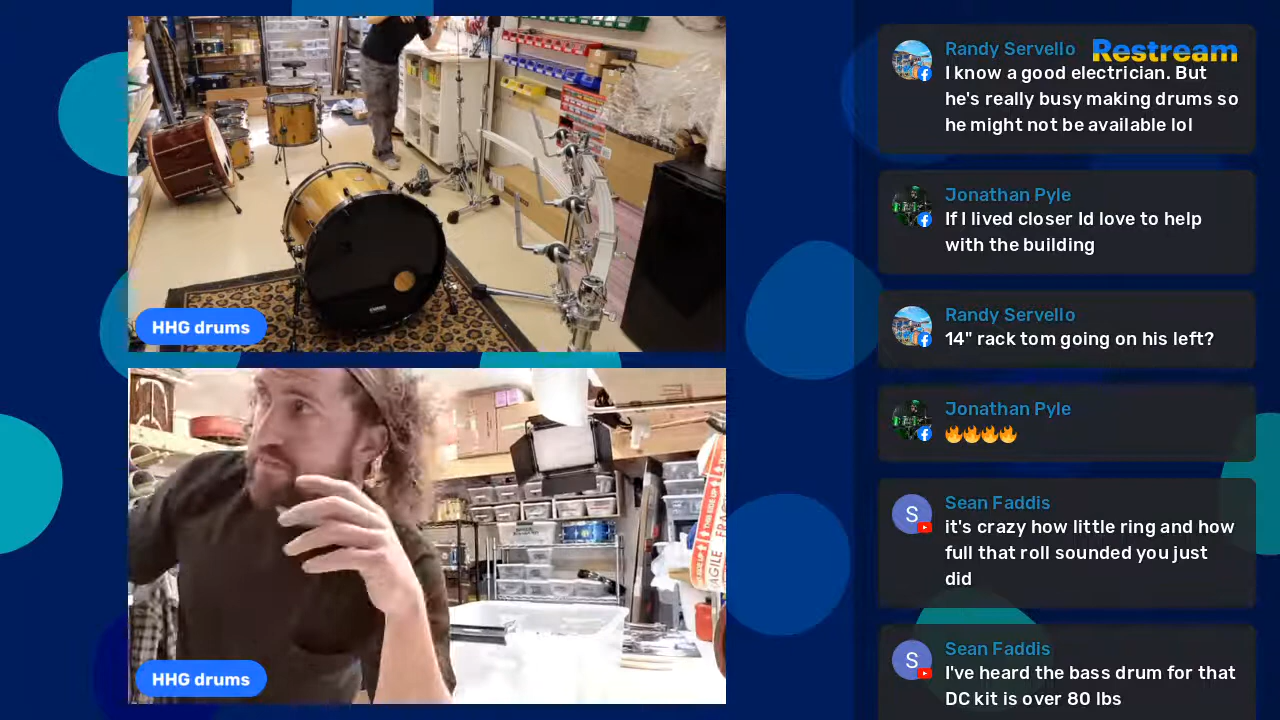 Restream
Randy Servello
I know a good electrician. But
he's really busy making drums so
he might not be available lol
Jonathan Pyle
If I lived closer Id love to help
with the building
Randy Servello
14" rack tom going on his left?
Jonathan Pyle
🔥🔥🔥🔥
S
Sean Faddis
it's crazy how little ring and how
full that roll sounded you just
did
S
Sean Faddis
I've heard the bass drum for that
DC kit is over 80 lbs
HHG drums
THIS SIDE UP
FRAGILE
HHG drums